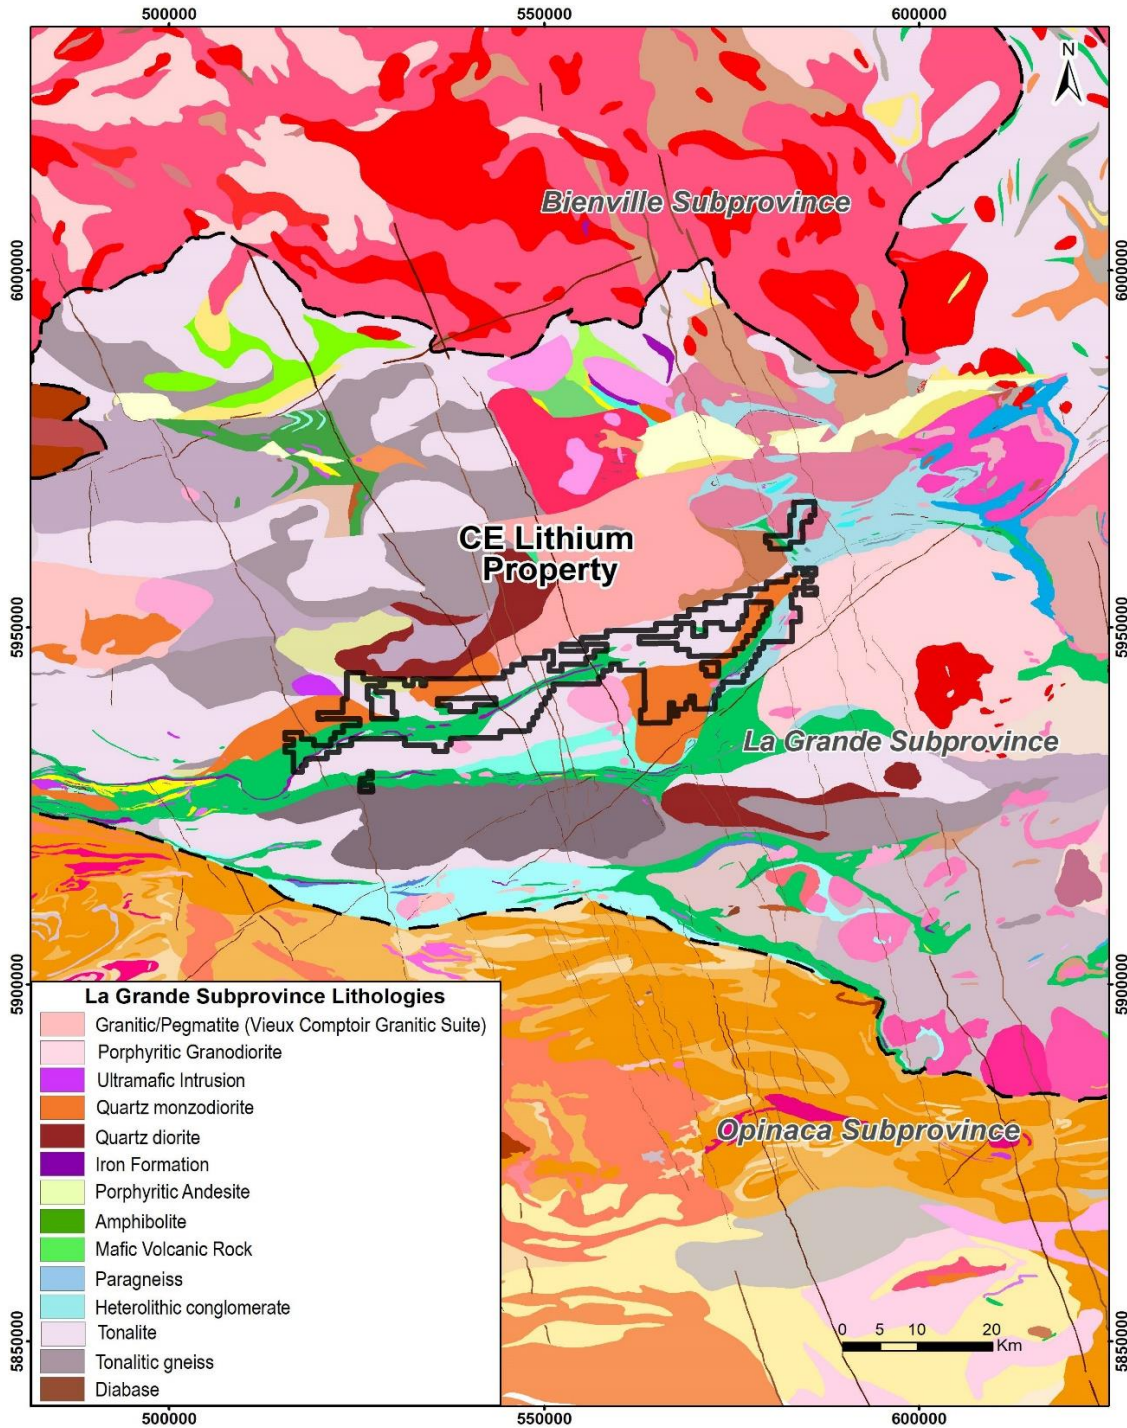 500000
550000
600000
N
Bienville Subprovince
600000
600000
CE Lithium
Property
5950000
5950000
La Grande Subprovince
5900000
5900000
La Grande Subprovince Lithologies
Granitic/Pegmatite (Vieux Comptoir Granitic Suite)
Porphyritic Granodiorite
Ultramafic Intrusion
Quartz monzodiorite
Quartz diorite
Iron Formation
Porphyritic Andesite
Amphibolite
Mafic Volcanic Rock
Paragneiss
Heterolithic conglomerate
Tonalite
Tonalitic gneiss
Diabase
Opinaca Subprovince
0 5 10 20
Km
5850000
5850000
500000
550000
600000